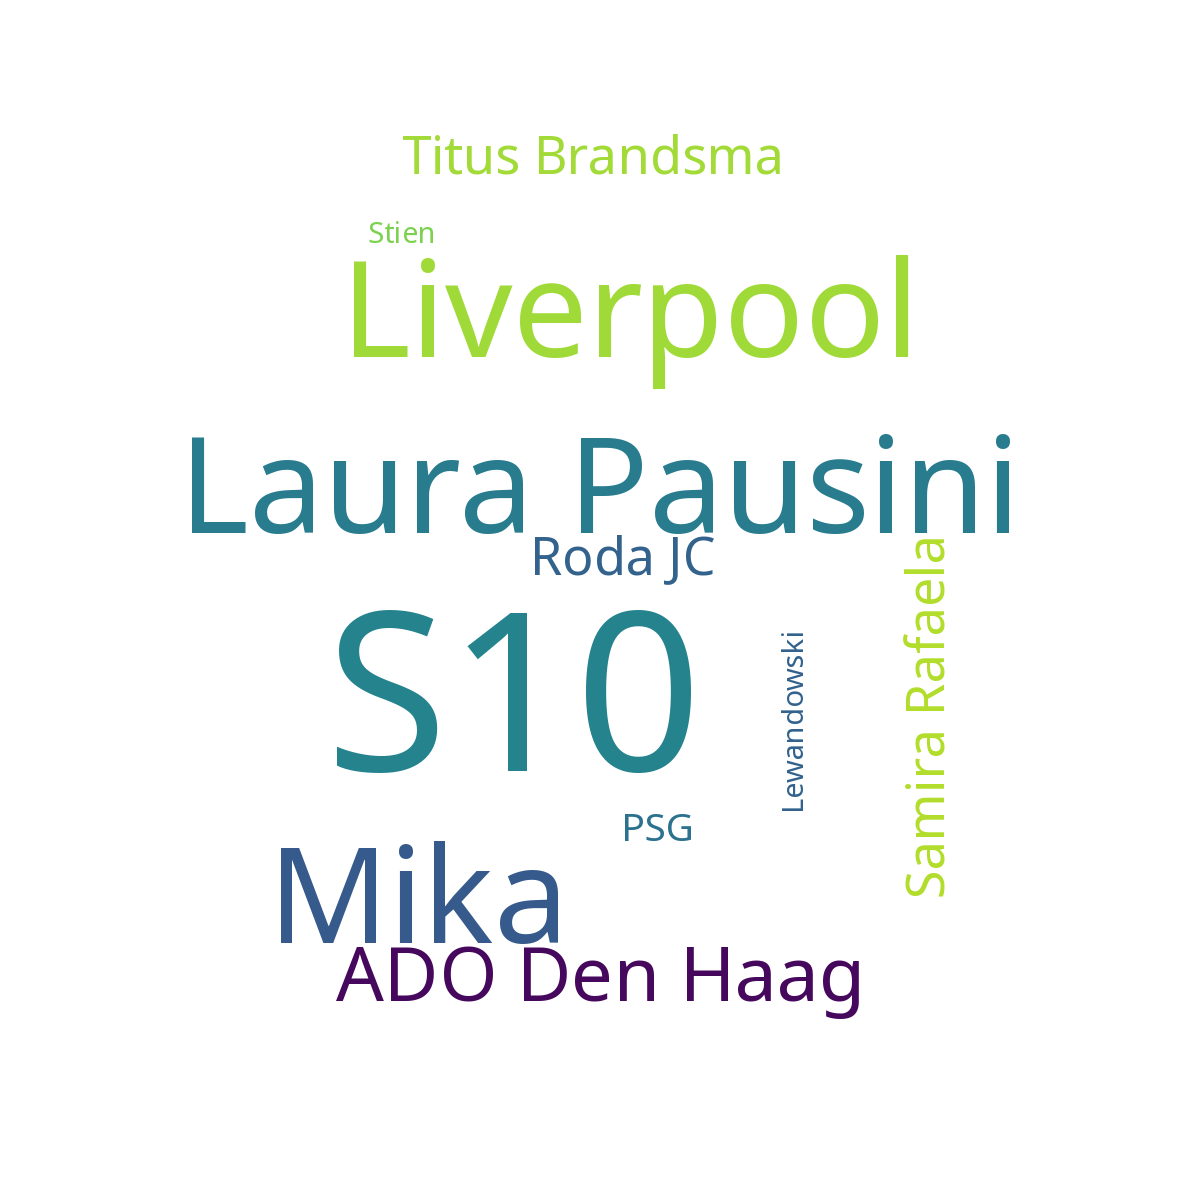 Titus Brandsma
Stien
Liverpool
Laura Pausini
Roda JC
Samira Rafaela
S10
Lewandowski
PSG
Mika
ADO Den Haag